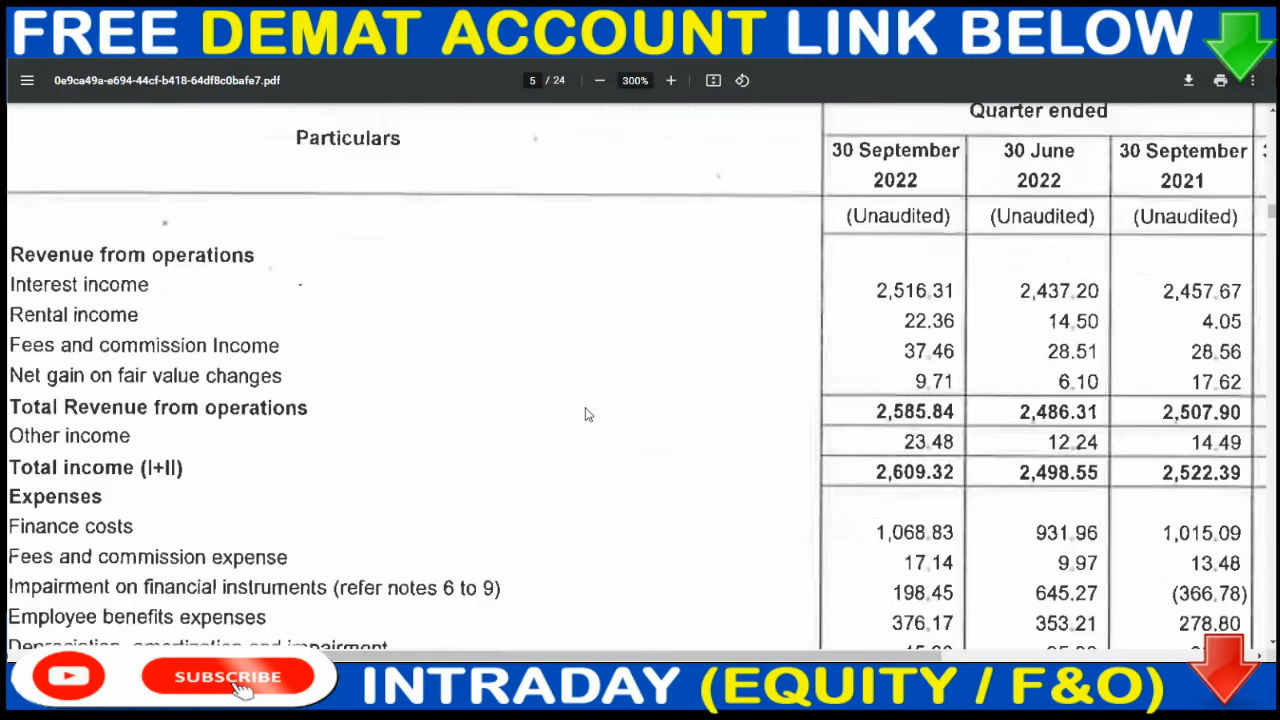 FREE DEMAT ACCOUNT LINK BELOW
0e9ca49a-e694-44cf-b418-64df8c0bafe7.pdf 5 / 24 300%
Quarter ended
Particulars 30 September 2022 30 June 2022 30 September 2021
(Unaudited) (Unaudited) (Unaudited)
Revenue from operations
Interest income 2,516.31 2,437.20 2,457.67
Rental income 22.36 14.50 4.05
Fees and commission Income 37.46 28.51 28.56
Net gain on fair value changes 9.71 6.10 17.62
Total Revenue from operations 2,585.84 2,486.31 2,507.90
Other income 23.48 12.24 14.49
Total income (I+II) 2,609.32 2,498.55 2,522.39
Expenses
Finance costs 1,068.83 931.96 1,015.09
Fees and commission expense 17.14 9.97 13.48
Impairment on financial instruments (refer notes 6 to 9) 198.45 645.27 (366.78)
Employee benefits expenses 376.17 353.21 278.80
Depreciation, amortization and impairment
SUBSCRIBE
INTRADAY (EQUITY / F&O)